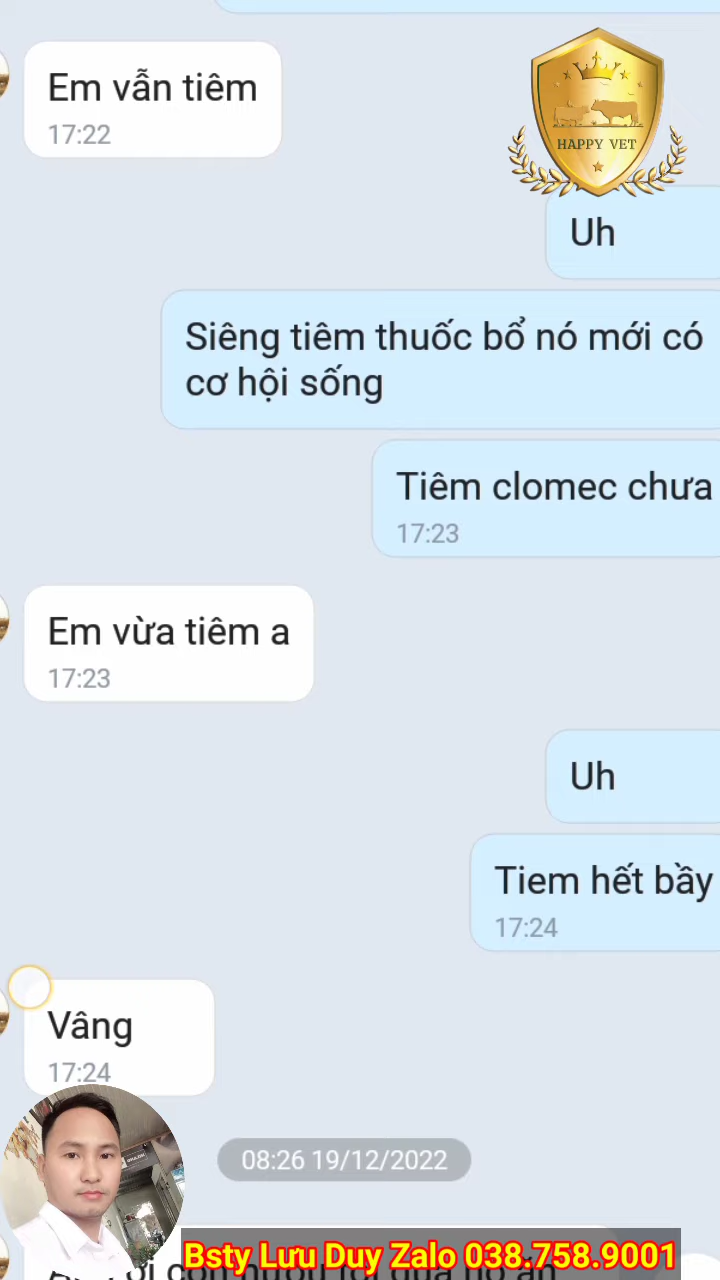 Em vẫn tiêm
17:22
HAPPY VET
Uh
Siêng tiêm thuốc bổ nó mới có
cơ hội sống
Tiêm clomec chưa
17:23
Em vừa tiêm a
17:23
Uh
Tiem hết bầy
17:24
Vâng
17:24
08:26 19/12/2022
Bsty Lưu Duy Zalo 038.758.9001